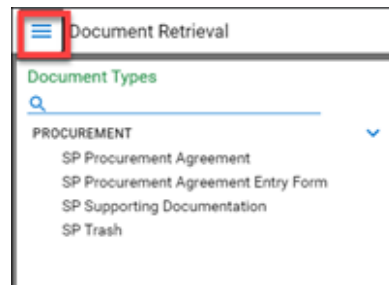 Document Retrieval
Document Types
PROCUREMENT
SP Procurement Agreement
SP Procurement Agreement Entry Form
SP Supporting Documentation
SP Trash